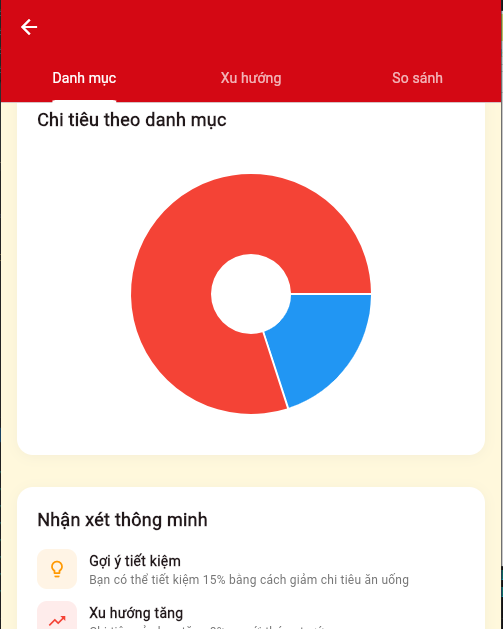 Danh mục
Xu hướng
So sánh
Chi tiêu theo danh mục
Nhận xét thông minh
Gợi ý tiết kiệm
Bạn có thể tiết kiệm 15% bằng cách giảm chi tiêu ăn uống
Xu hướng tăng